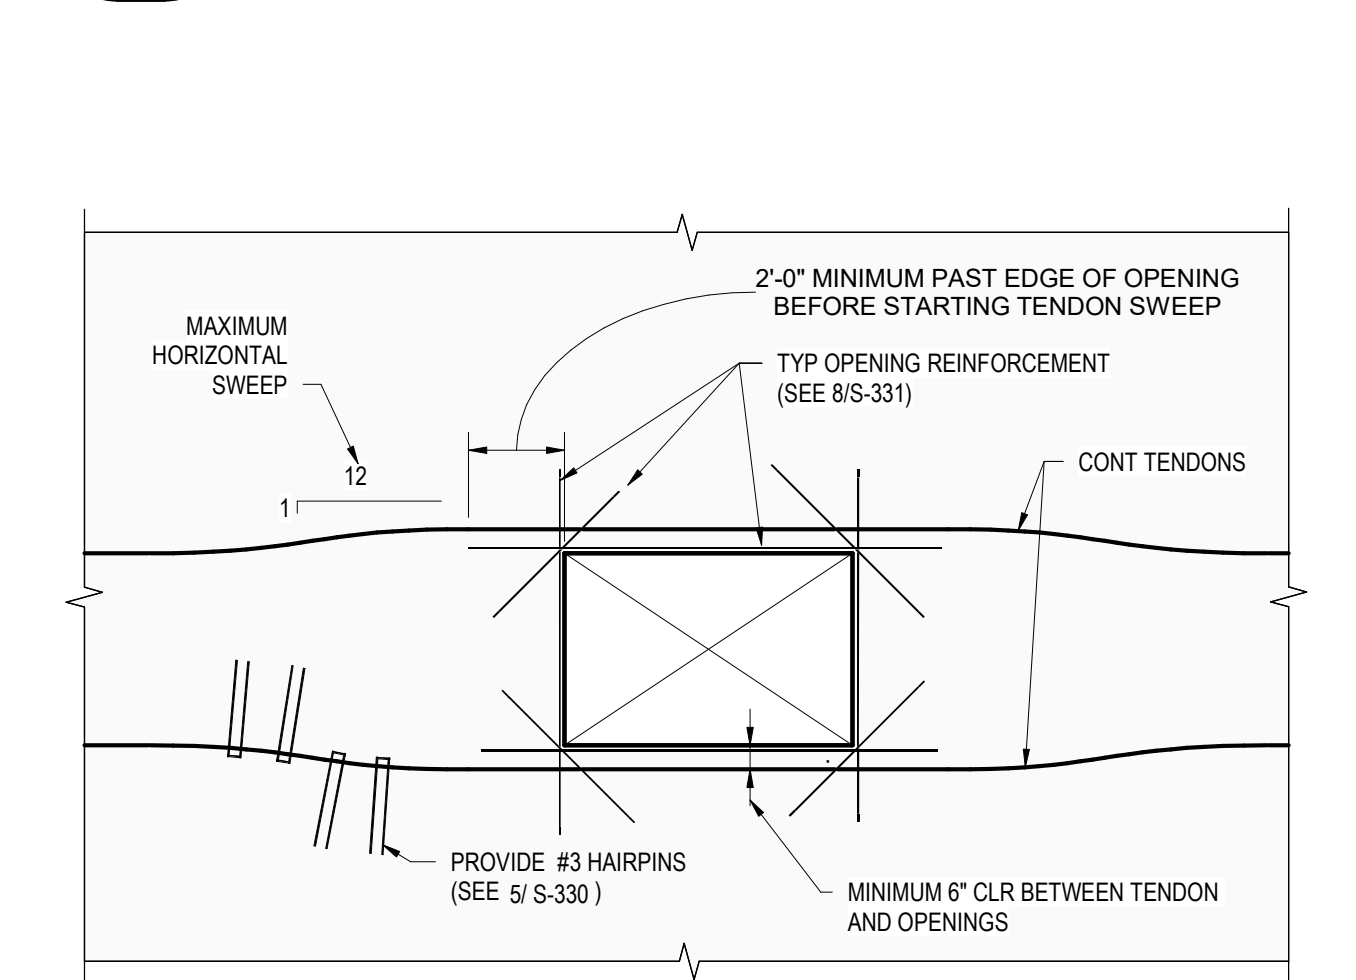 2'-0" MINIMUM PAST EDGE OF OPENING
BEFORE STARTING TENDON SWEEP
MAXIMUM
HORIZONTAL
SWEEP
12
1
TYP OPENING REINFORCEMENT
(SEE 8/S-331)
CONT TENDONS
PROVIDE #3 HAIRPINS
(SEE 5/ S-330 )
MINIMUM 6" CLR BETWEEN TENDON
AND OPENINGS